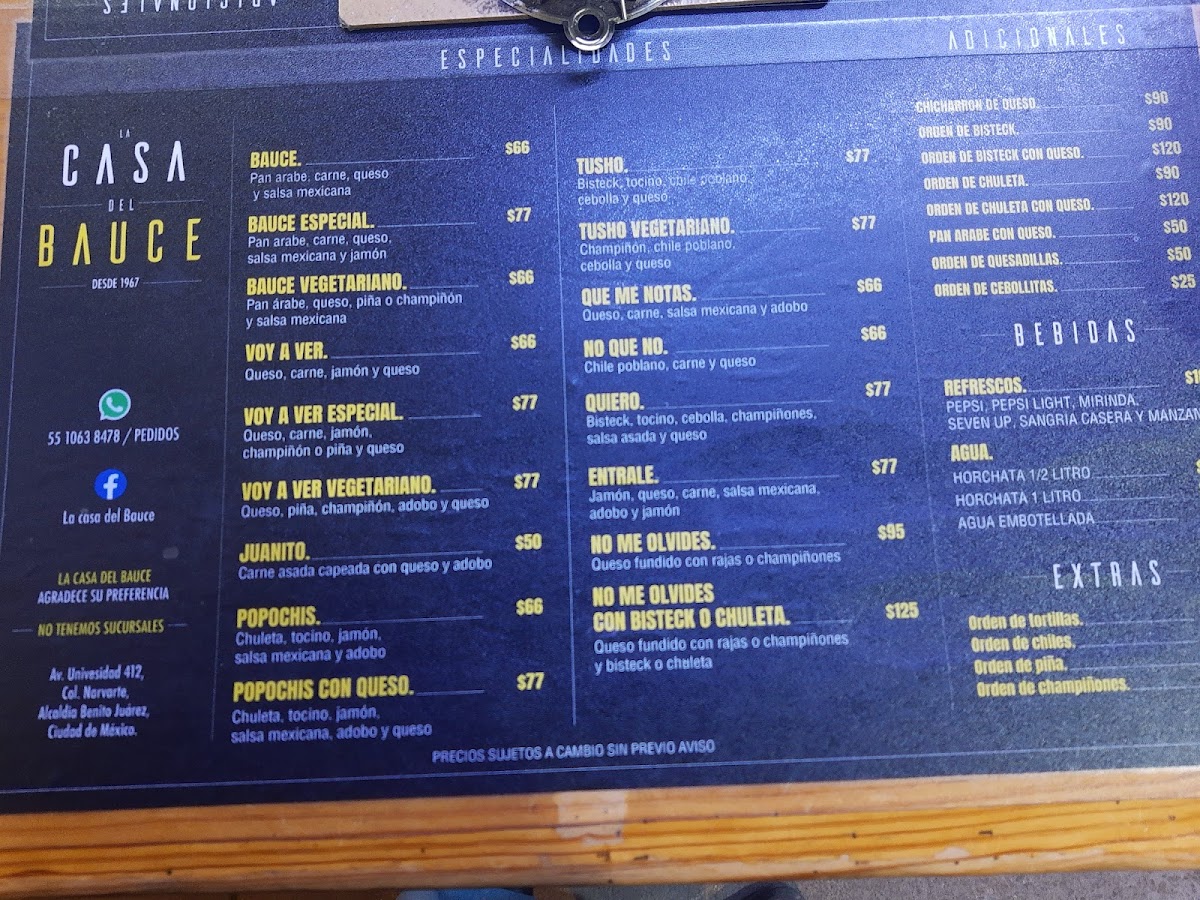 ADICIONALES
ESPECIALIDADES
ADICIONALES
LA
CASA
DEL
BAUCE
DESDE 1967
55 1063 8478 / PEDIDOS
La casa del Bauce
LA CASA DEL BAUCE
AGRADECE SU PREFERENCIA
NO TENEMOS SUCURSALES
Av. Univesidad 412,
Col. Narvarte,
Alcaldia Benito Juárez,
Ciudad de México.
BAUCE. $66
Pan arabe, carne, queso
y salsa mexicana
BAUCE ESPECIAL. $77
Pan arabe, carne, queso,
salsa mexicana y jamón
BAUCE VEGETARIANO. $66
Pan árabe, queso, piña o champiñón
y salsa mexicana
VOY A VER. $66
Queso, carne, jamón y queso
VOY A VER ESPECIAL. $77
Queso, carne, jamón,
champiñón o piña y queso
VOY A VER VEGETARIANO. $77
Queso, piña, champiñón, adobo y queso
JUANITO. $50
Carne asada capeada con queso y adobo
POPOCHIS. $66
Chuleta, tocino, jamón,
salsa mexicana y adobo
POPOCHIS CON QUESO. $77
Chuleta, tocino, jamón,
salsa mexicana, adobo y queso
TUSHO. $77
Bisteck, tocino, chile poblano,
cebolla y queso
TUSHO VEGETARIANO. $77
Champiñón, chile poblano,
cebolla y queso
QUE ME NOTAS. $66
Queso, carne, salsa mexicana y adobo
NO QUE NO. $66
Chile poblano, carne y queso
QUIERO. $77
Bisteck, tocino, cebolla, champiñones,
salsa asada y queso
ENTRALE. $77
Jamón, queso, carne, salsa mexicana,
adobo y jamón
NO ME OLVIDES. $95
Queso fundido con rajas o champiñones
NO ME OLVIDES
CON BISTECK O CHULETA. $125
Queso fundido con rajas o champiñones
y bisteck o chuleta
CHICHARRON DE QUESO. $90
ORDEN DE BISTECK. $90
ORDEN DE BISTECK CON QUESO. $120
ORDEN DE CHULETA. $90
ORDEN DE CHULETA CON QUESO. $120
PAN ARABE CON QUESO. $50
ORDEN DE QUESADILLAS. $50
ORDEN DE CEBOLLITAS. $25
BEBIDAS
REFRESCOS.
PEPSI, PEPSI LIGHT, MIRINDA,
SEVEN UP, SANGRIA CASERA Y
AGUA.
HORCHATA 1/2 LITRO
HORCHATA 1 LITRO
AGUA EMBOTELLADA
EXTRAS
Orden de tortillas.
Orden de chiles.
Orden de piña.
Orden de champiñones.
PRECIOS SUJETOS A CAMBIO SIN PREVIO AVISO